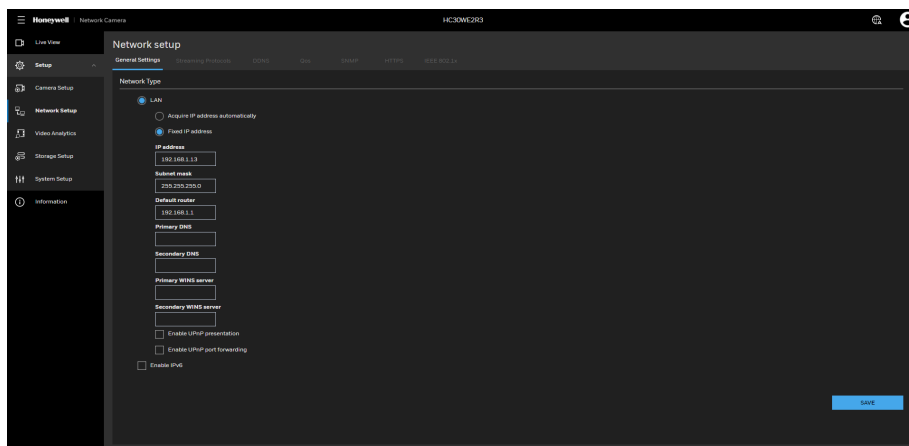 Honeywell | Network Camera
HC30WE2R3
Live View
Setup
Camera Setup
Network Setup
Video Analytics
Storage Setup
System Setup
Information
Network setup
General Settings Streaming Protocols DDNS QoS SNMP HTTPS IEEE 802.1x
Network Type
LAN
Acquire IP address automatically
Fixed IP address
IP address
192.168.1.13
Subnet mask
255.255.255.0
Default router
192.168.1.1
Primary DNS
Secondary DNS
Primary WINS server
Secondary WINS server
Enable UPnP presentation
Enable UPnP port forwarding
Enable IPv6
SAVE